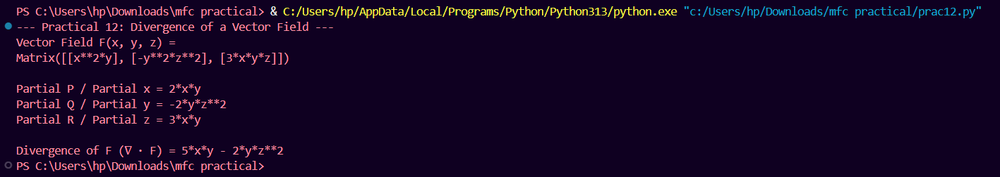 PS C:\Users\hp\Downloads\mfc practical> & C:/Users/hp/AppData/Local/Programs/Python/Python313/python.exe "c:/Users/hp/Downloads/mfc practical/prac12.py"
--- Practical 12: Divergence of a Vector Field ---
Vector Field F(x, y, z) =
Matrix([[x**2*y], [-y**2*z**2], [3*x*y*z]])

Partial P / Partial x = 2*x*y
Partial Q / Partial y = -2*y*z**2
Partial R / Partial z = 3*x*y

Divergence of F (∇ · F) = 5*x*y - 2*y*z**2
PS C:\Users\hp\Downloads\mfc practical>